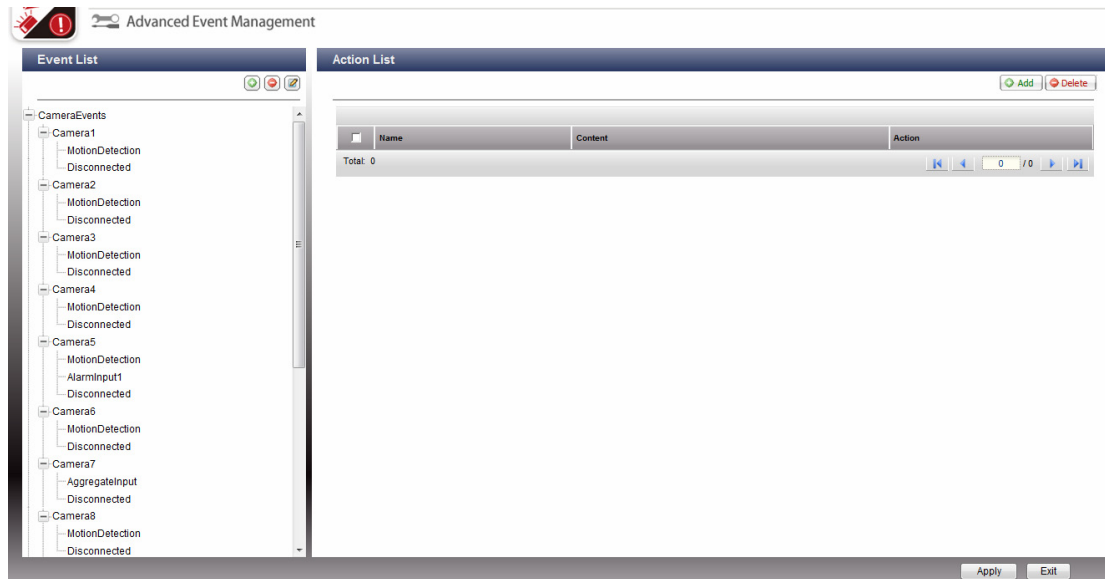 Advanced Event Management
Event List
Action List
Add
Delete
CameraEvents
Camera1
MotionDetection
Disconnected
Camera2
MotionDetection
Disconnected
Camera3
MotionDetection
Disconnected
Camera4
MotionDetection
Disconnected
Camera5
MotionDetection
AlarmInput1
Disconnected
Camera6
MotionDetection
Disconnected
Camera7
AggregateInput
Disconnected
Camera8
MotionDetection
Disconnected
Name Content Action
Total: 0
0 / 0
Apply Exit